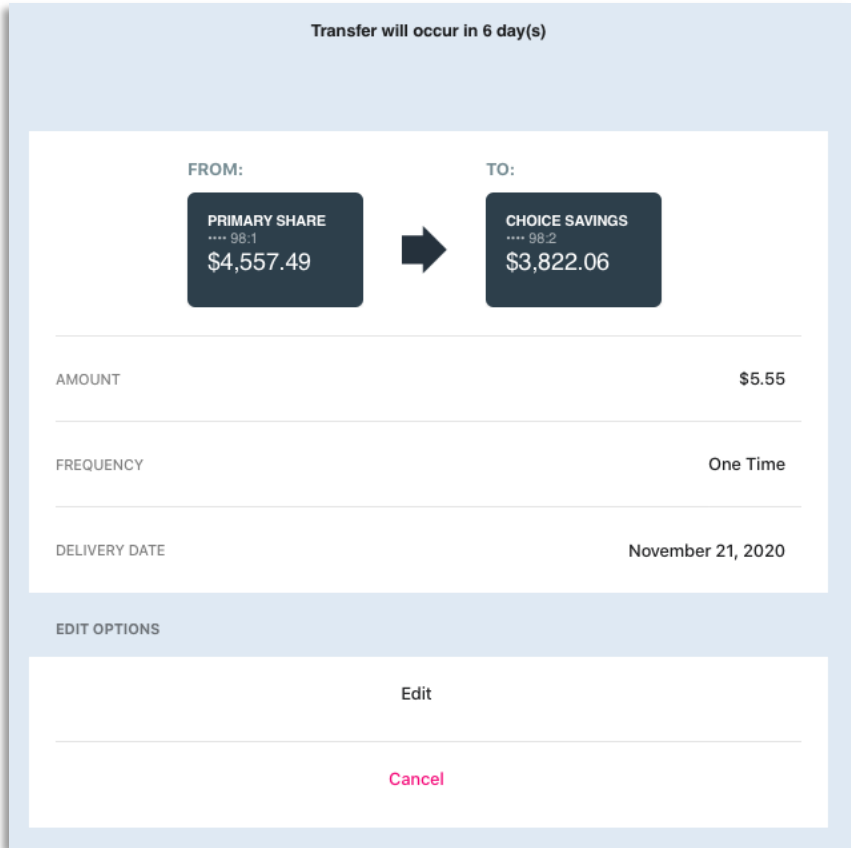 Transfer will occur in 6 day(s)
FROM:
TO:
PRIMARY SHARE
•••• 98:1
$4,557.49
CHOICE SAVINGS
•••• 98:2
$3,822.06
AMOUNT
$5.55
FREQUENCY
One Time
DELIVERY DATE
November 21, 2020
EDIT OPTIONS
Edit
Cancel